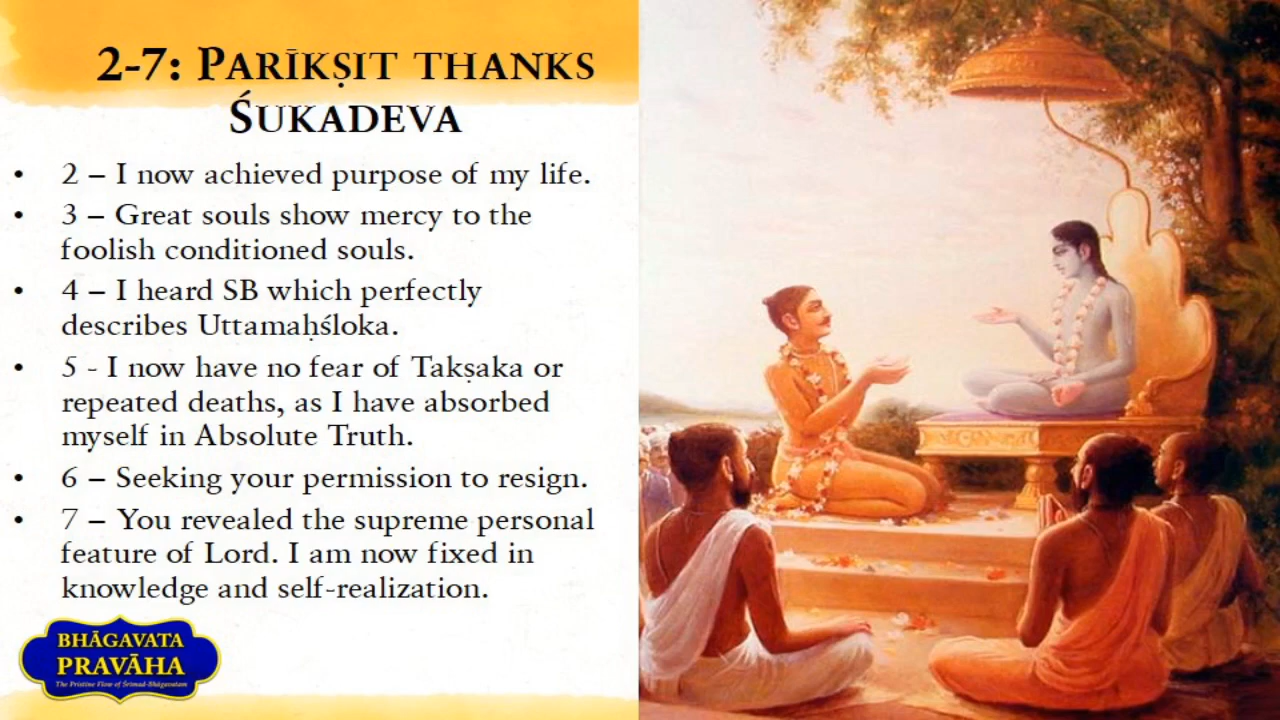 2-7: PARĪKṢIT THANKS
ŚUKADEVA
• 2 – I now achieved purpose of my life.
• 3 – Great souls show mercy to the
foolish conditioned souls.
• 4 – I heard SB which perfectly
describes Uttamaḥśloka.
• 5 - I now have no fear of Takṣaka or
repeated deaths, as I have absorbed
myself in Absolute Truth.
• 6 – Seeking your permission to resign.
• 7 – You revealed the supreme personal
feature of Lord. I am now fixed in
knowledge and self-realization.
BHĀGAVATA
PRAVĀHA
The Pristine Flow of Śrīmad-Bhāgavatam